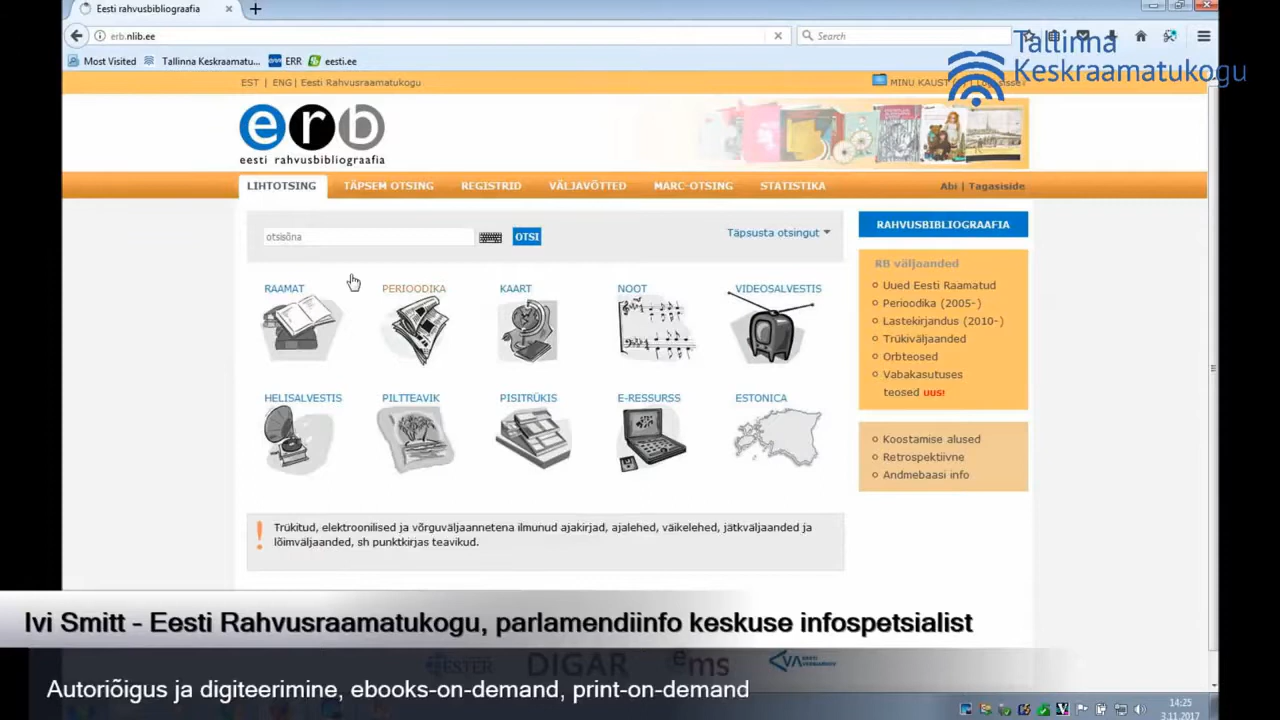 Eesti rahvusbibliograafia
erb.nlib.ee
Search
Most Visited
Tallinna Keskraamatu...
ERR
eesti.ee
Tallinna
Keskraamatukogu
EST | ENG | Eesti Rahvusraamatukogu
MINU KAUST
erb
eesti rahvusbibliograafia
LIHTOTSING
TÄPSEM OTSING
REGISTRID
VÄLJAVÕTTED
MARC-OTSING
STATISTIKA
Abi | Tagasiside
otsisõna
OTSI
Täpsusta otsingut
RAAMAT
PERIOODIKA
KAART
NOOT
VIDEOSALVESTIS
HELISALVESTIS
PILTTEAVIK
PISITRÜKIS
E-RESSURSS
ESTONICA
RAHVUSBIBLIOGRAAFIA
RB väljaanded
Uued Eesti Raamatud
Perioodika (2005-)
Lastekirjandus (2010-)
Trükiväljaanded
Orbteosed
Vabakasutuses
teosed uus!
Koostamise alused
Retrospektiivne
Andmebaasi info
Trükitud, elektroonilised ja võrguväljaannetena ilmunud ajakirjad, ajalehed, väikelehed, jätkväljaanded ja
lõimväljaanded, sh punktkirjas teavikud.
Ivi Smitt - Eesti Rahvusraamatukogu, parlamendiinfo keskuse infospetsialist
ESTER
DIGAR
ems
Autoriõigus ja digiteerimine, ebooks-on-demand, print-on-demand
14:25
3.11.2017